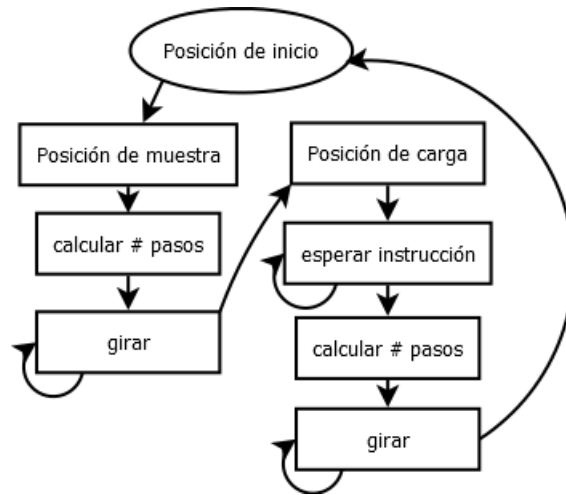 Posición de inicio
Posición de muestra
calcular # pasos
girar
Posición de carga
esperar instrucción
calcular # pasos
girar